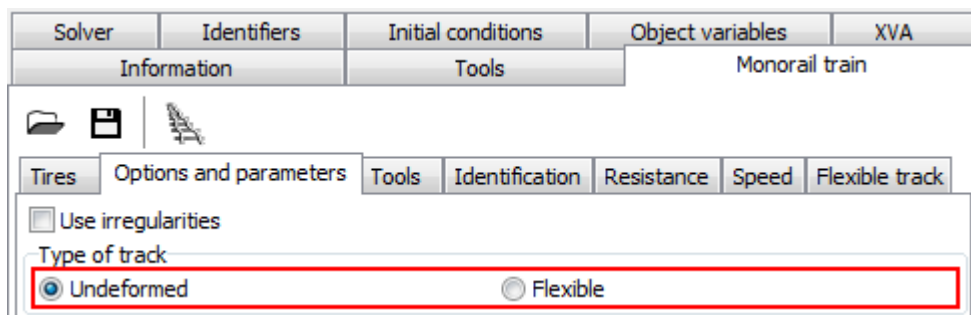 Solver Identifiers Initial conditions Object variables XVA
Information Tools Monorail train
Tires Options and parameters Tools Identification Resistance Speed Flexible track
Use irregularities
Type of track
Undeformed Flexible